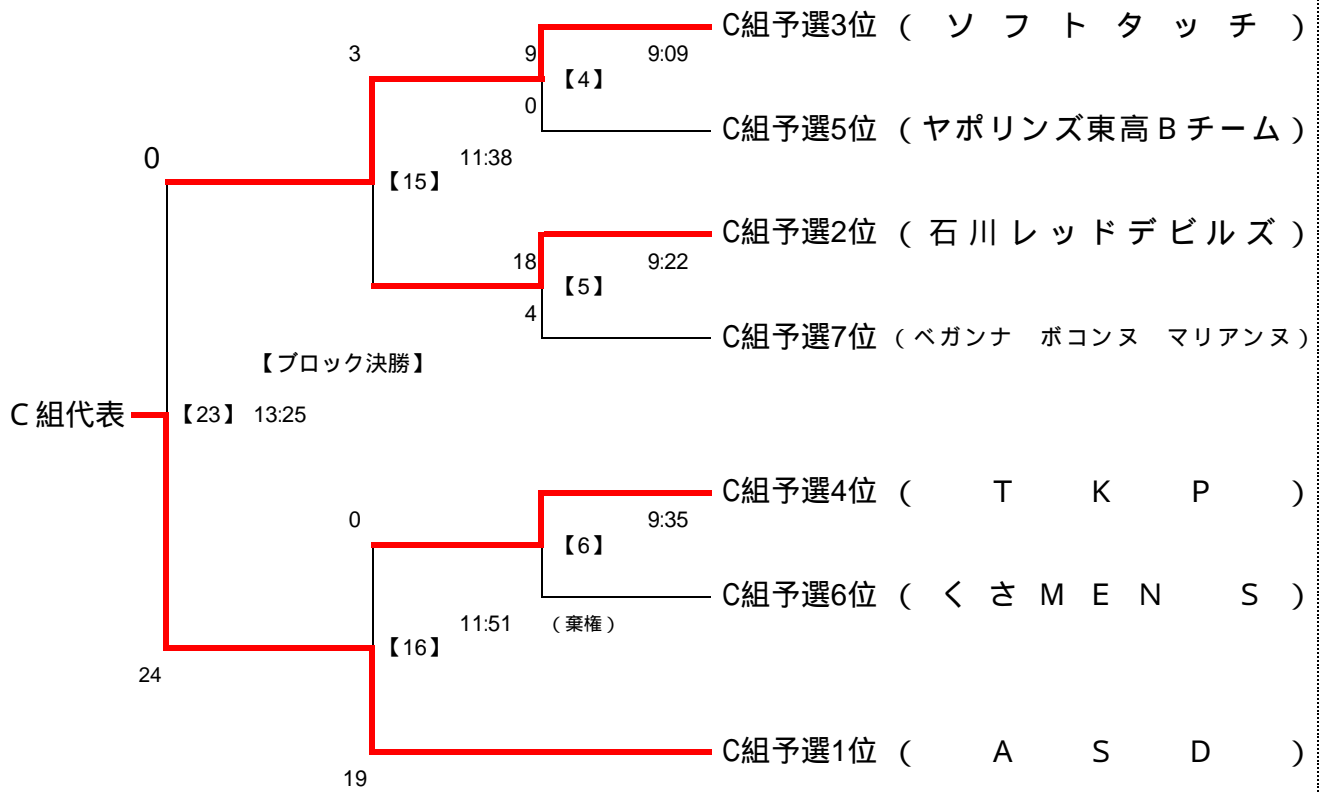 C組予選3位 ( ソ フ ト タ ッ チ )
3
9
9:09
【4】
0
C組予選5位 (ヤポリンズ東高Bチーム)
0
11:38
【15】
C組予選2位 ( 石 川 レ ッ ド デ ビ ル ズ )
18
9:22
【5】
4
C組予選7位 (ベガンナ ボコンヌ マリアンヌ)
【ブロック決勝】
C組代表
【23】 13:25
C組予選4位 ( T K P )
0
9:35
【6】
C組予選6位 ( く さ M E N S )
11:51 (棄権)
【16】
24
C組予選1位 ( A S D )
19